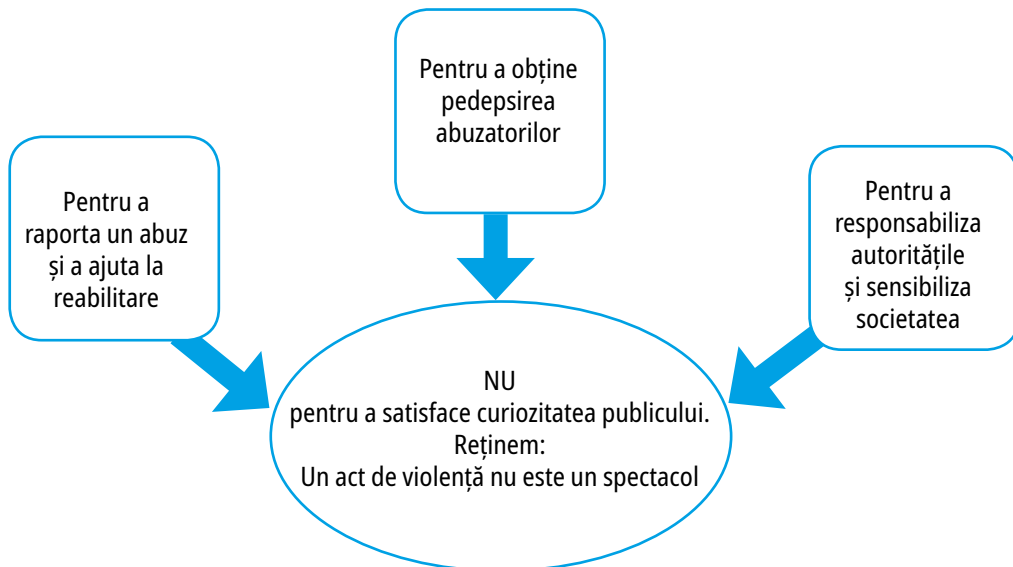 Pentru a
raporta un abuz
și a ajuta la
reabilitare
Pentru a obține
pedepsirea
abuzatorilor
Pentru a
responsabiliza
autoritățile
și sensibiliza
societatea
NU
pentru a satisface curiozitatea publicului.
Reținem:
Un act de violență nu este un spectacol